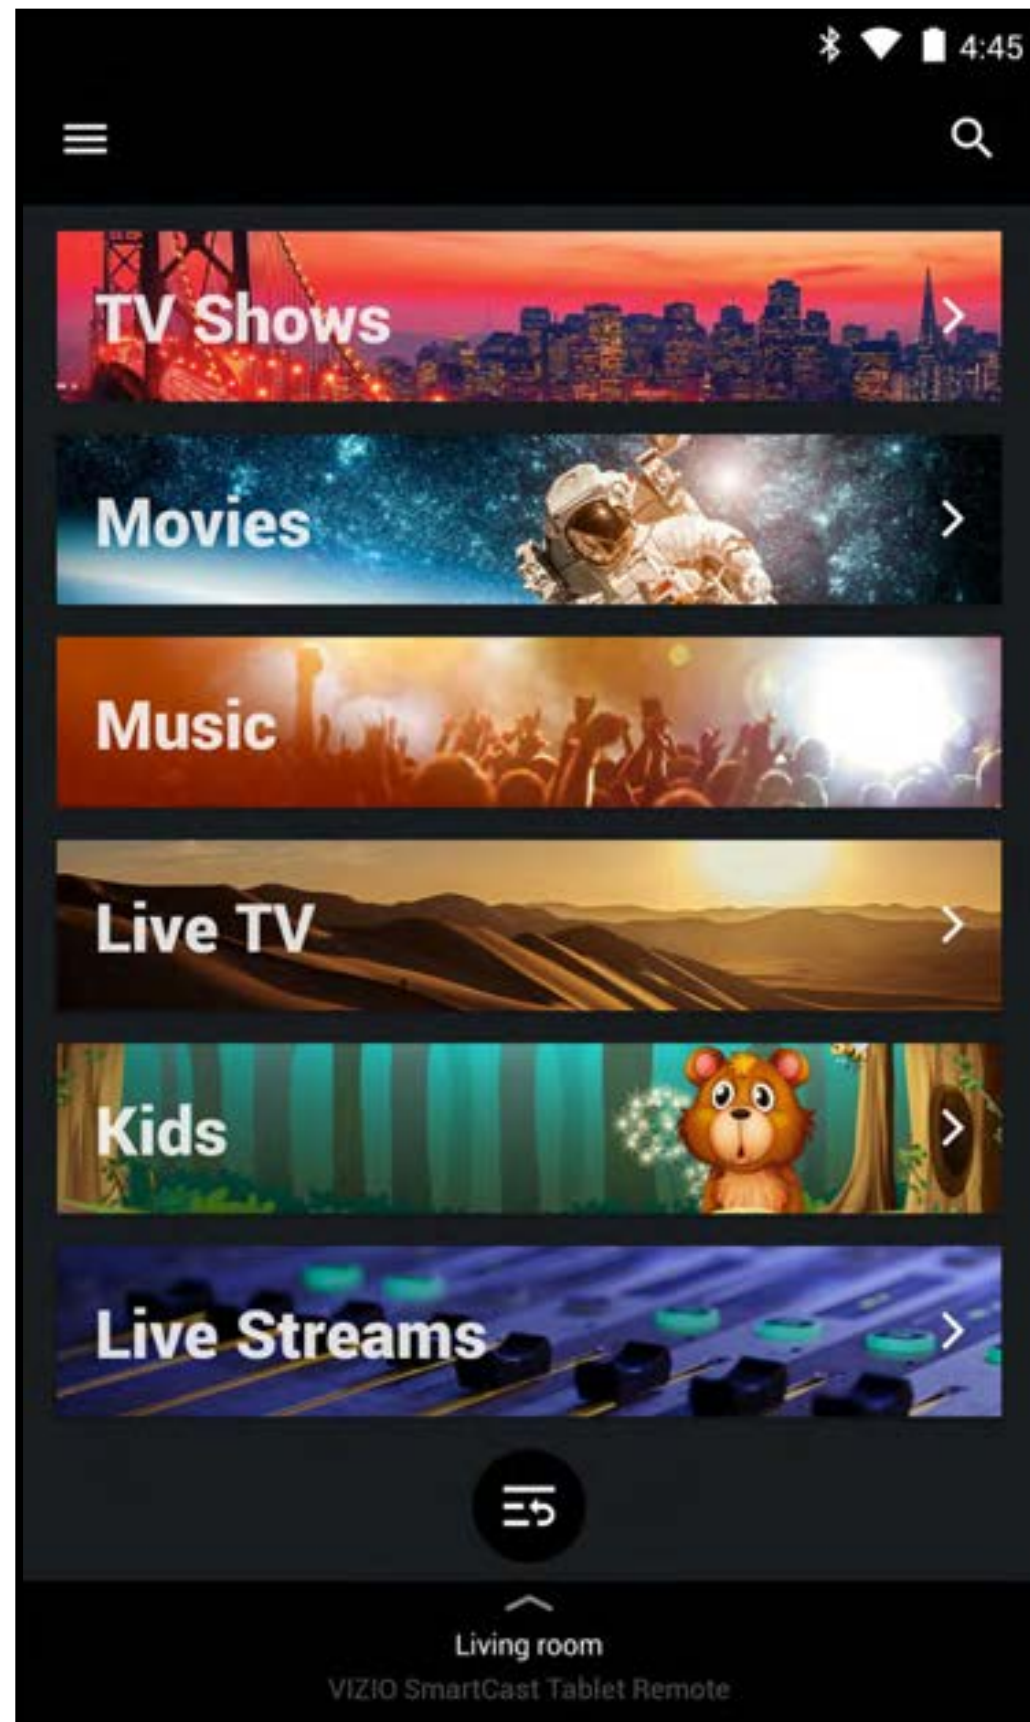 4:45
TV Shows
Movies
Music
Live TV
Kids
Live Streams
Living room
VIZIO SmartCast Tablet Remote